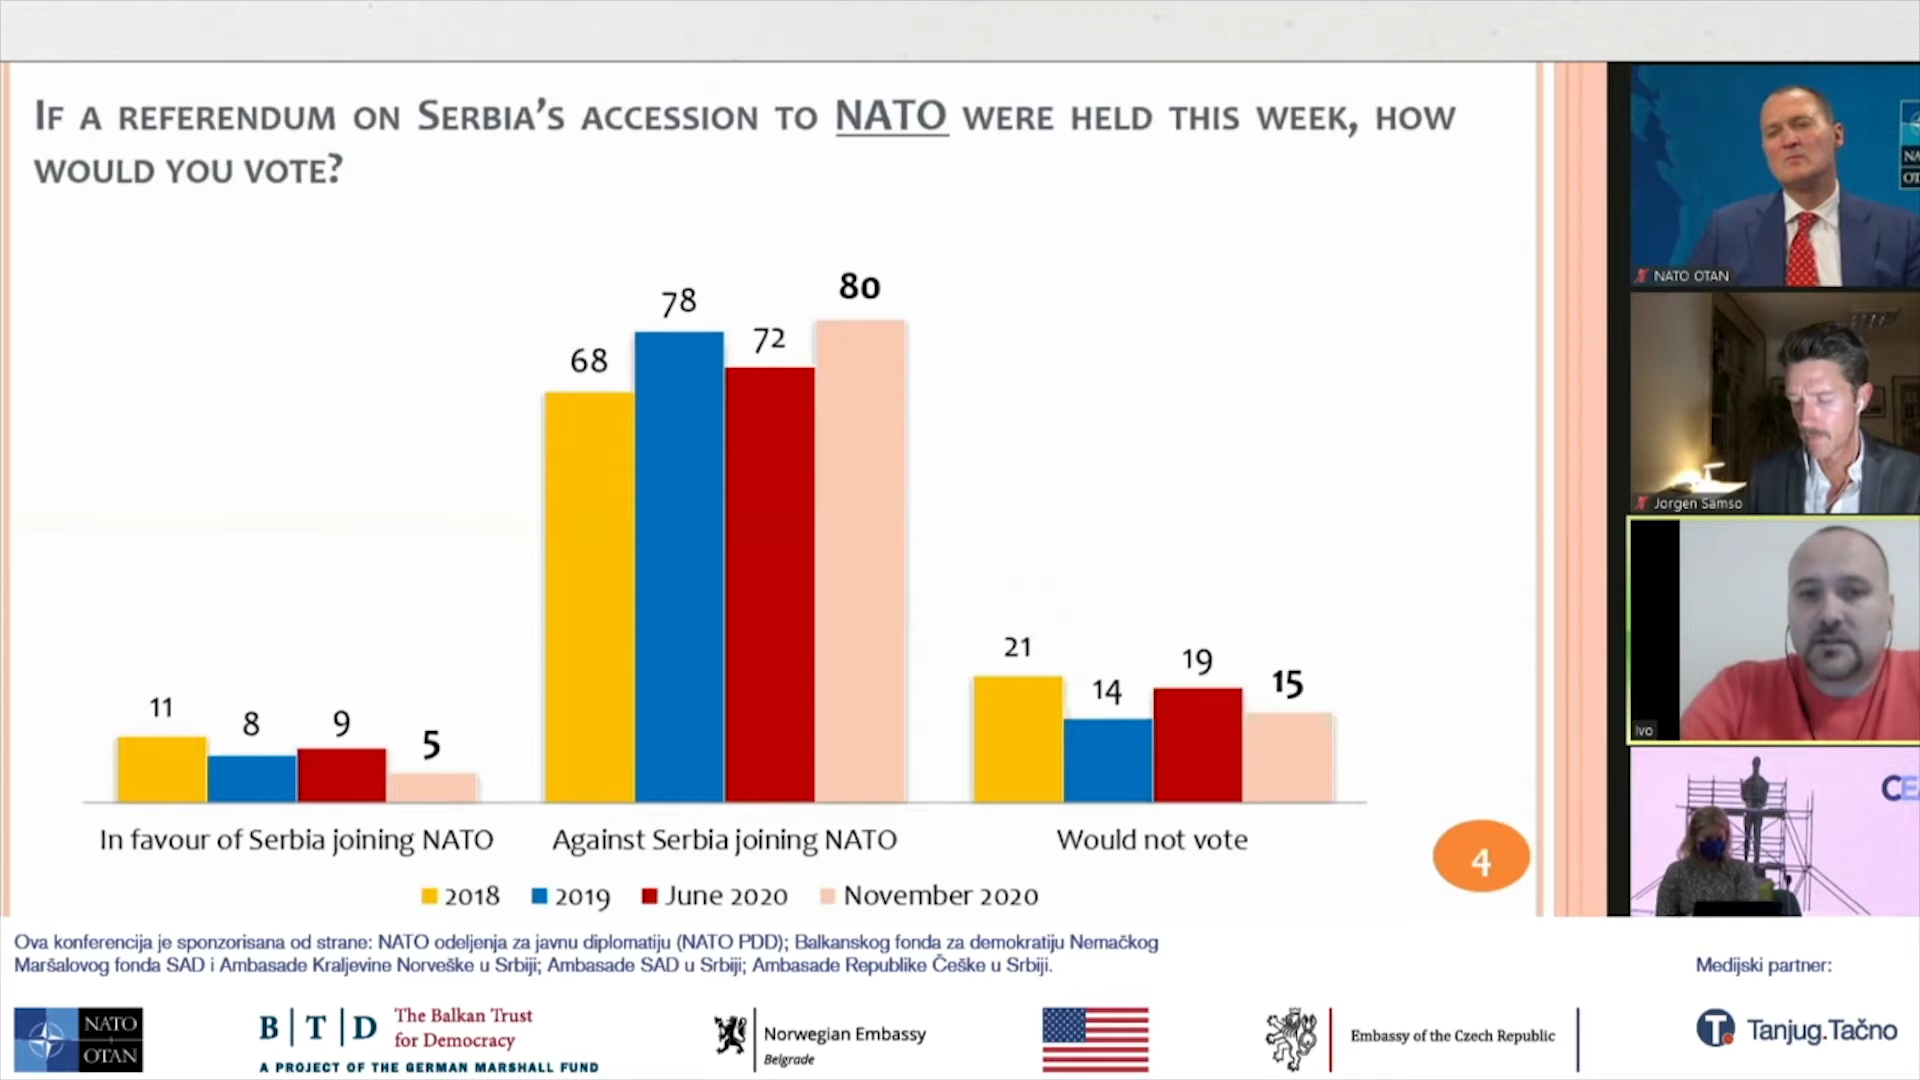 IF A REFERENDUM ON SERBIA'S ACCESSION TO NATO WERE HELD THIS WEEK, HOW
WOULD YOU VOTE?
11
8
9
5
68
78
72
80
21
14
19
15
In favour of Serbia joining NATO
Against Serbia joining NATO
Would not vote
2018
2019
June 2020
November 2020
4
NA
OT
NATO OTAN
Jorgen Samso
Ivo
CE
Ova konferencija je sponzorisana od strane: NATO odeljenja za javnu diplomatiju (NATO PDD); Balkanskog fonda za demokratiju Nemačkog
Maršalovog fonda SAD i Ambasade Kraljevine Norveške u Srbiji; Ambasade SAD u Srbiji; Ambasade Republike Češke u Srbiji.
Medijski partner:
NATO
OTAN
B|T|D
The Balkan Trust
for Democracy
A PROJECT OF THE GERMAN MARSHALL FUND
Norwegian Embassy
Belgrade
Embassy of the Czech Republic
T.
Tanjug.Tačno